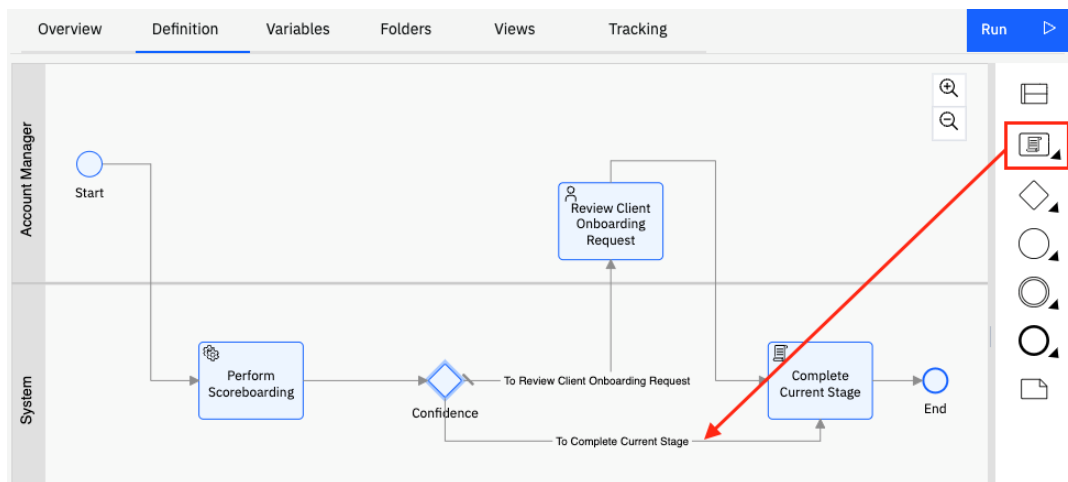 Overview Definition Variables Folders Views Tracking Run
Account Manager
Start
Review Client
Onboarding
Request
System
Perform
Scoreboarding
Confidence
To Review Client Onboarding Request
Complete
Current Stage
End
To Complete Current Stage